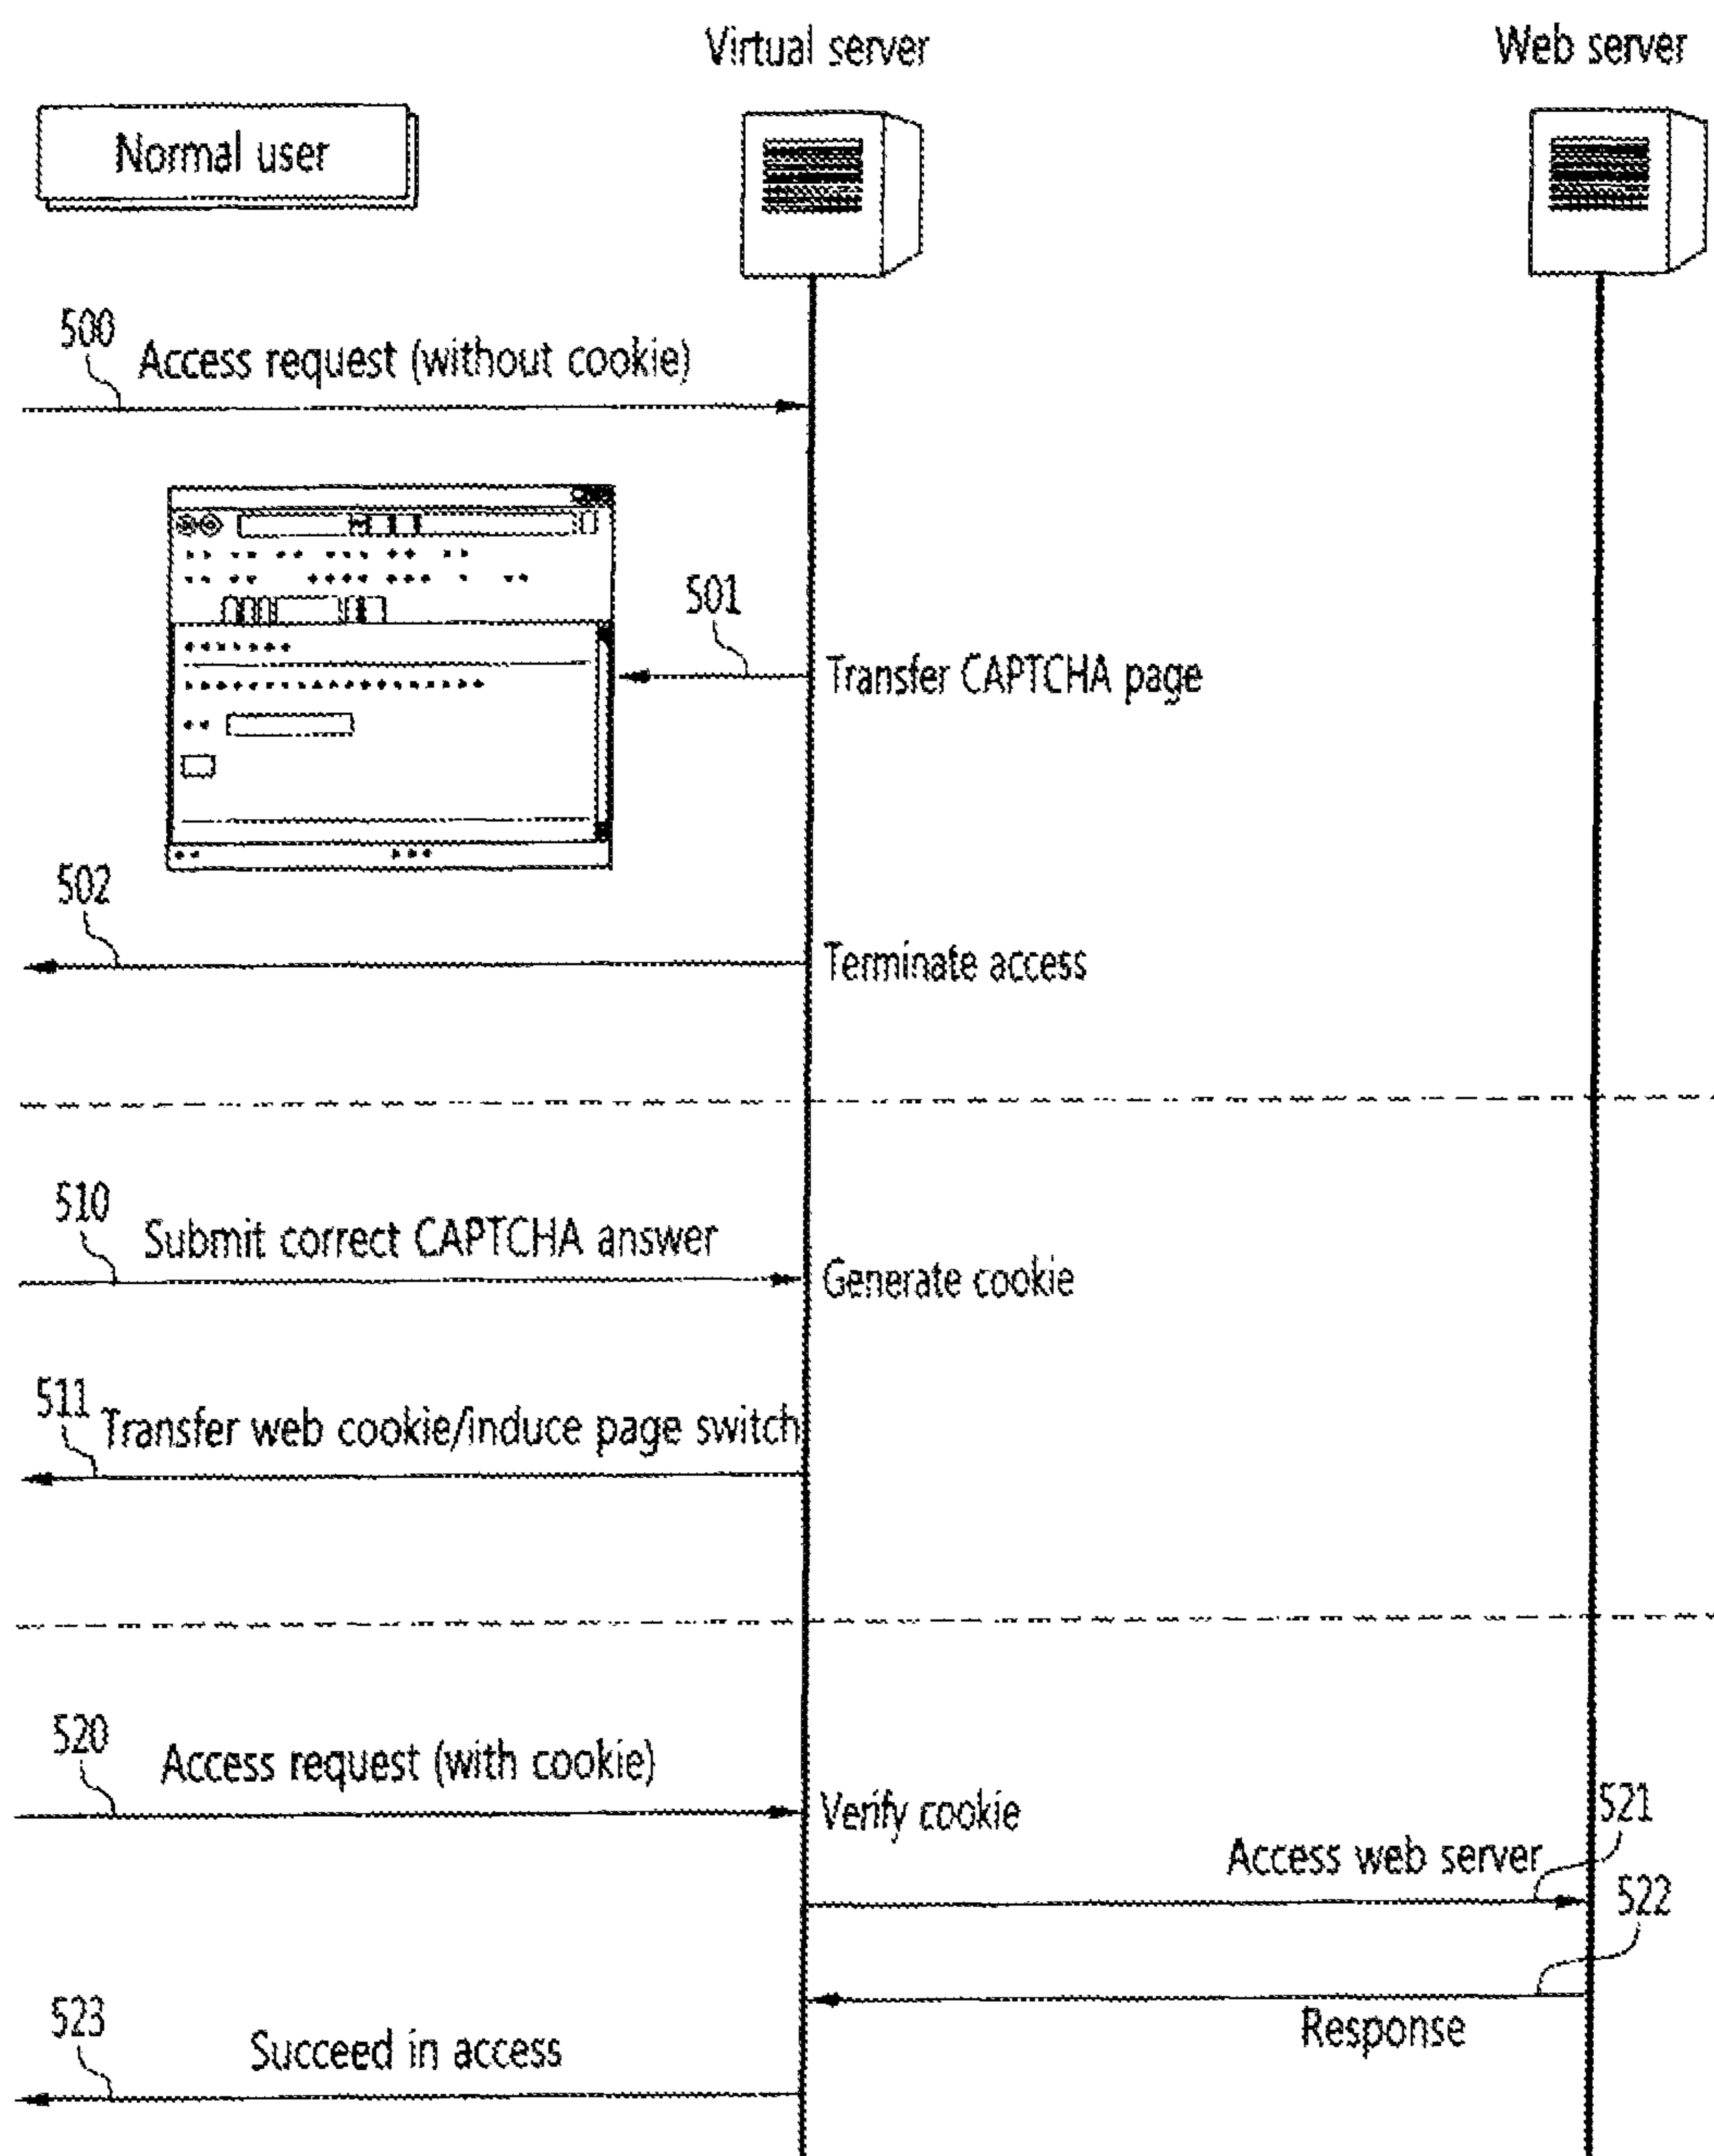 Virtual server
Web server
Normal user
500
Access request (without cookie)
501
Transfer CAPTCHA page
502
Terminate access
510
Submit correct CAPTCHA answer
Generate cookie
511
Transfer web cookie/induce page switch
520
Access request (with cookie)
Verify cookie
521
Access web server
522
Response
523
Succeed in access